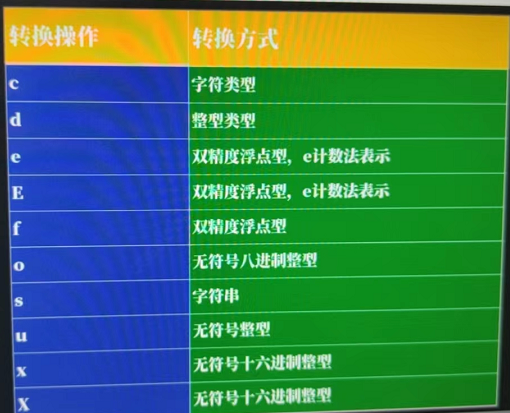 转换操作 转换方式
c 字符类型
d 整型类型
e 双精度浮点型，e计数法表示
E 双精度浮点型，e计数法表示
f 双精度浮点型
o 无符号八进制整型
s 字符串
u 无符号整型
x 无符号十六进制整型
X 无符号十六进制整型